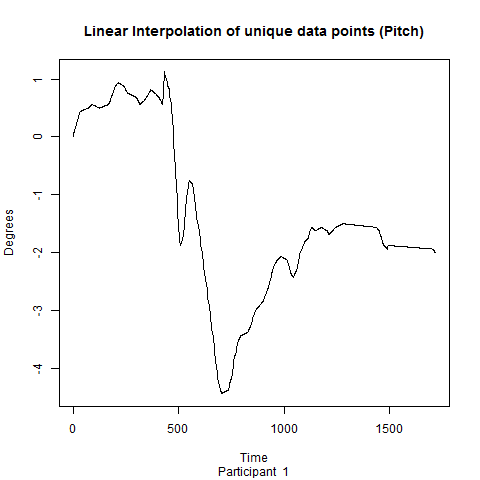 Linear Interpolation of unique data points (Pitch)
1
0
-1
-2
-3
-4
Degrees
0 500 1000 1500
Time
Participant 1